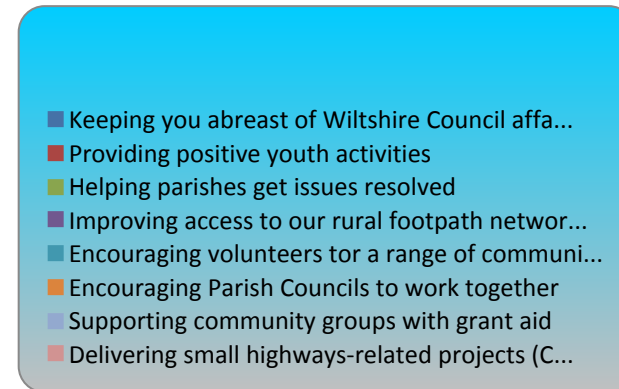 Keeping you abreast of Wiltshire Council affa...
Providing positive youth activities
Helping parishes get issues resolved
Improving access to our rural footpath networ...
Encouraging volunteers tor a range of communi...
Encouraging Parish Councils to work together
Supporting community groups with grant aid
Delivering small highways-related projects (C...